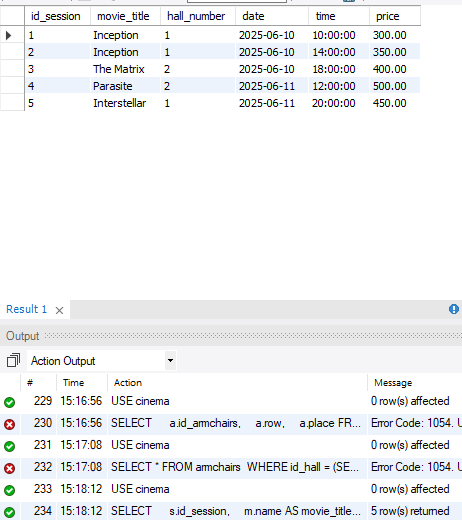 id_session movie_title hall_number date time price
1 Inception 1 2025-06-10 10:00:00 300.00
2 Inception 1 2025-06-10 14:00:00 350.00
3 The Matrix 2 2025-06-10 18:00:00 400.00
4 Parasite 2 2025-06-11 12:00:00 500.00
5 Interstellar 1 2025-06-11 20:00:00 450.00
Result 1
Output
Action Output
# Time Action Message
229 15:16:56 USE cinema 0 row(s) affected
230 15:16:56 SELECT a.id_armchairs, a.row, a.place FR... Error Code: 1054. U
231 15:17:08 USE cinema 0 row(s) affected
232 15:17:08 SELECT * FROM armchairs WHERE id_hall = (SE... Error Code: 1054. U
233 15:18:12 USE cinema 0 row(s) affected
234 15:18:12 SELECT s.id_session, m.name AS movie_title... 5 row(s) returned